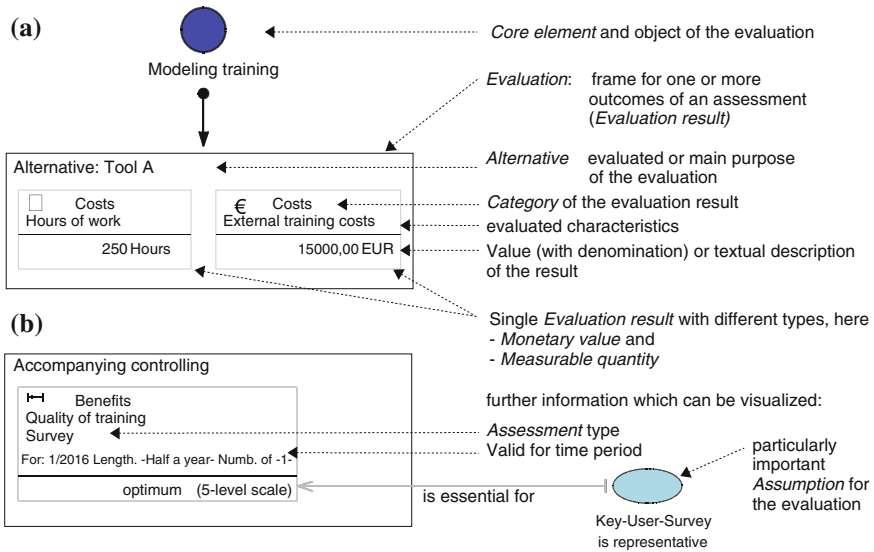 (a)
Core element and object of the evaluation
Modeling training
Evaluation: frame for one or more
outcomes of an assessment
(Evaluation result)
Alternative: Tool A
Alternative evaluated or main purpose
of the evaluation
Costs
Hours of work
250 Hours
€ Costs
External training costs
15000,00 EUR
Category of the evaluation result
evaluated characteristics
Value (with denomination) or textual description
of the result
(b)
Single Evaluation result with different types, here
- Monetary value and
- Measurable quantity
Accompanying controlling
Benefits
Quality of training
Survey
For: 1/2016 Length. -Half a year- Numb. of -1-
optimum (5-level scale)
further information which can be visualized:
Assessment type
Valid for time period
is essential for
particularly
important
Assumption for
the evaluation
Key-User-Survey
is representative